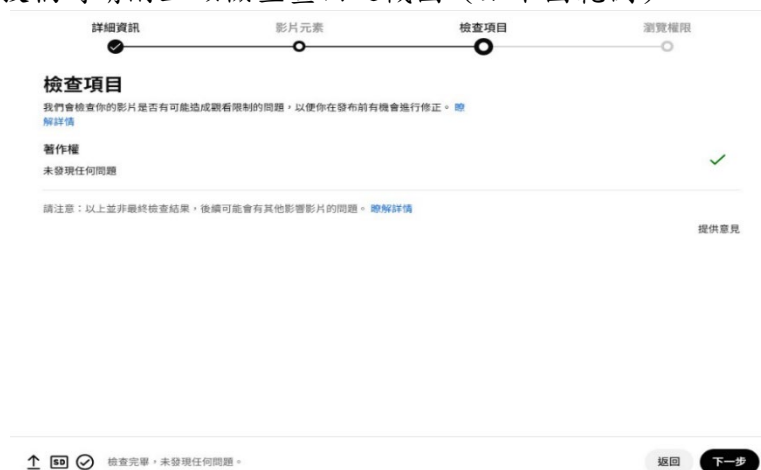 詳細資訊 影片元素 檢查項目 瀏覽權限
檢查項目
我們會檢查你的影片是否有可能造成觀看限制的問題，以便你在發布前有機會進行修正。瞭
解詳情
著作權
未發現任何問題
請注意：以上並非最終檢查結果，後續可能會有其他影響影片的問題。瞭解詳情
提供意見
SD 檢查完畢，未發現任何問題。 返回 下一步